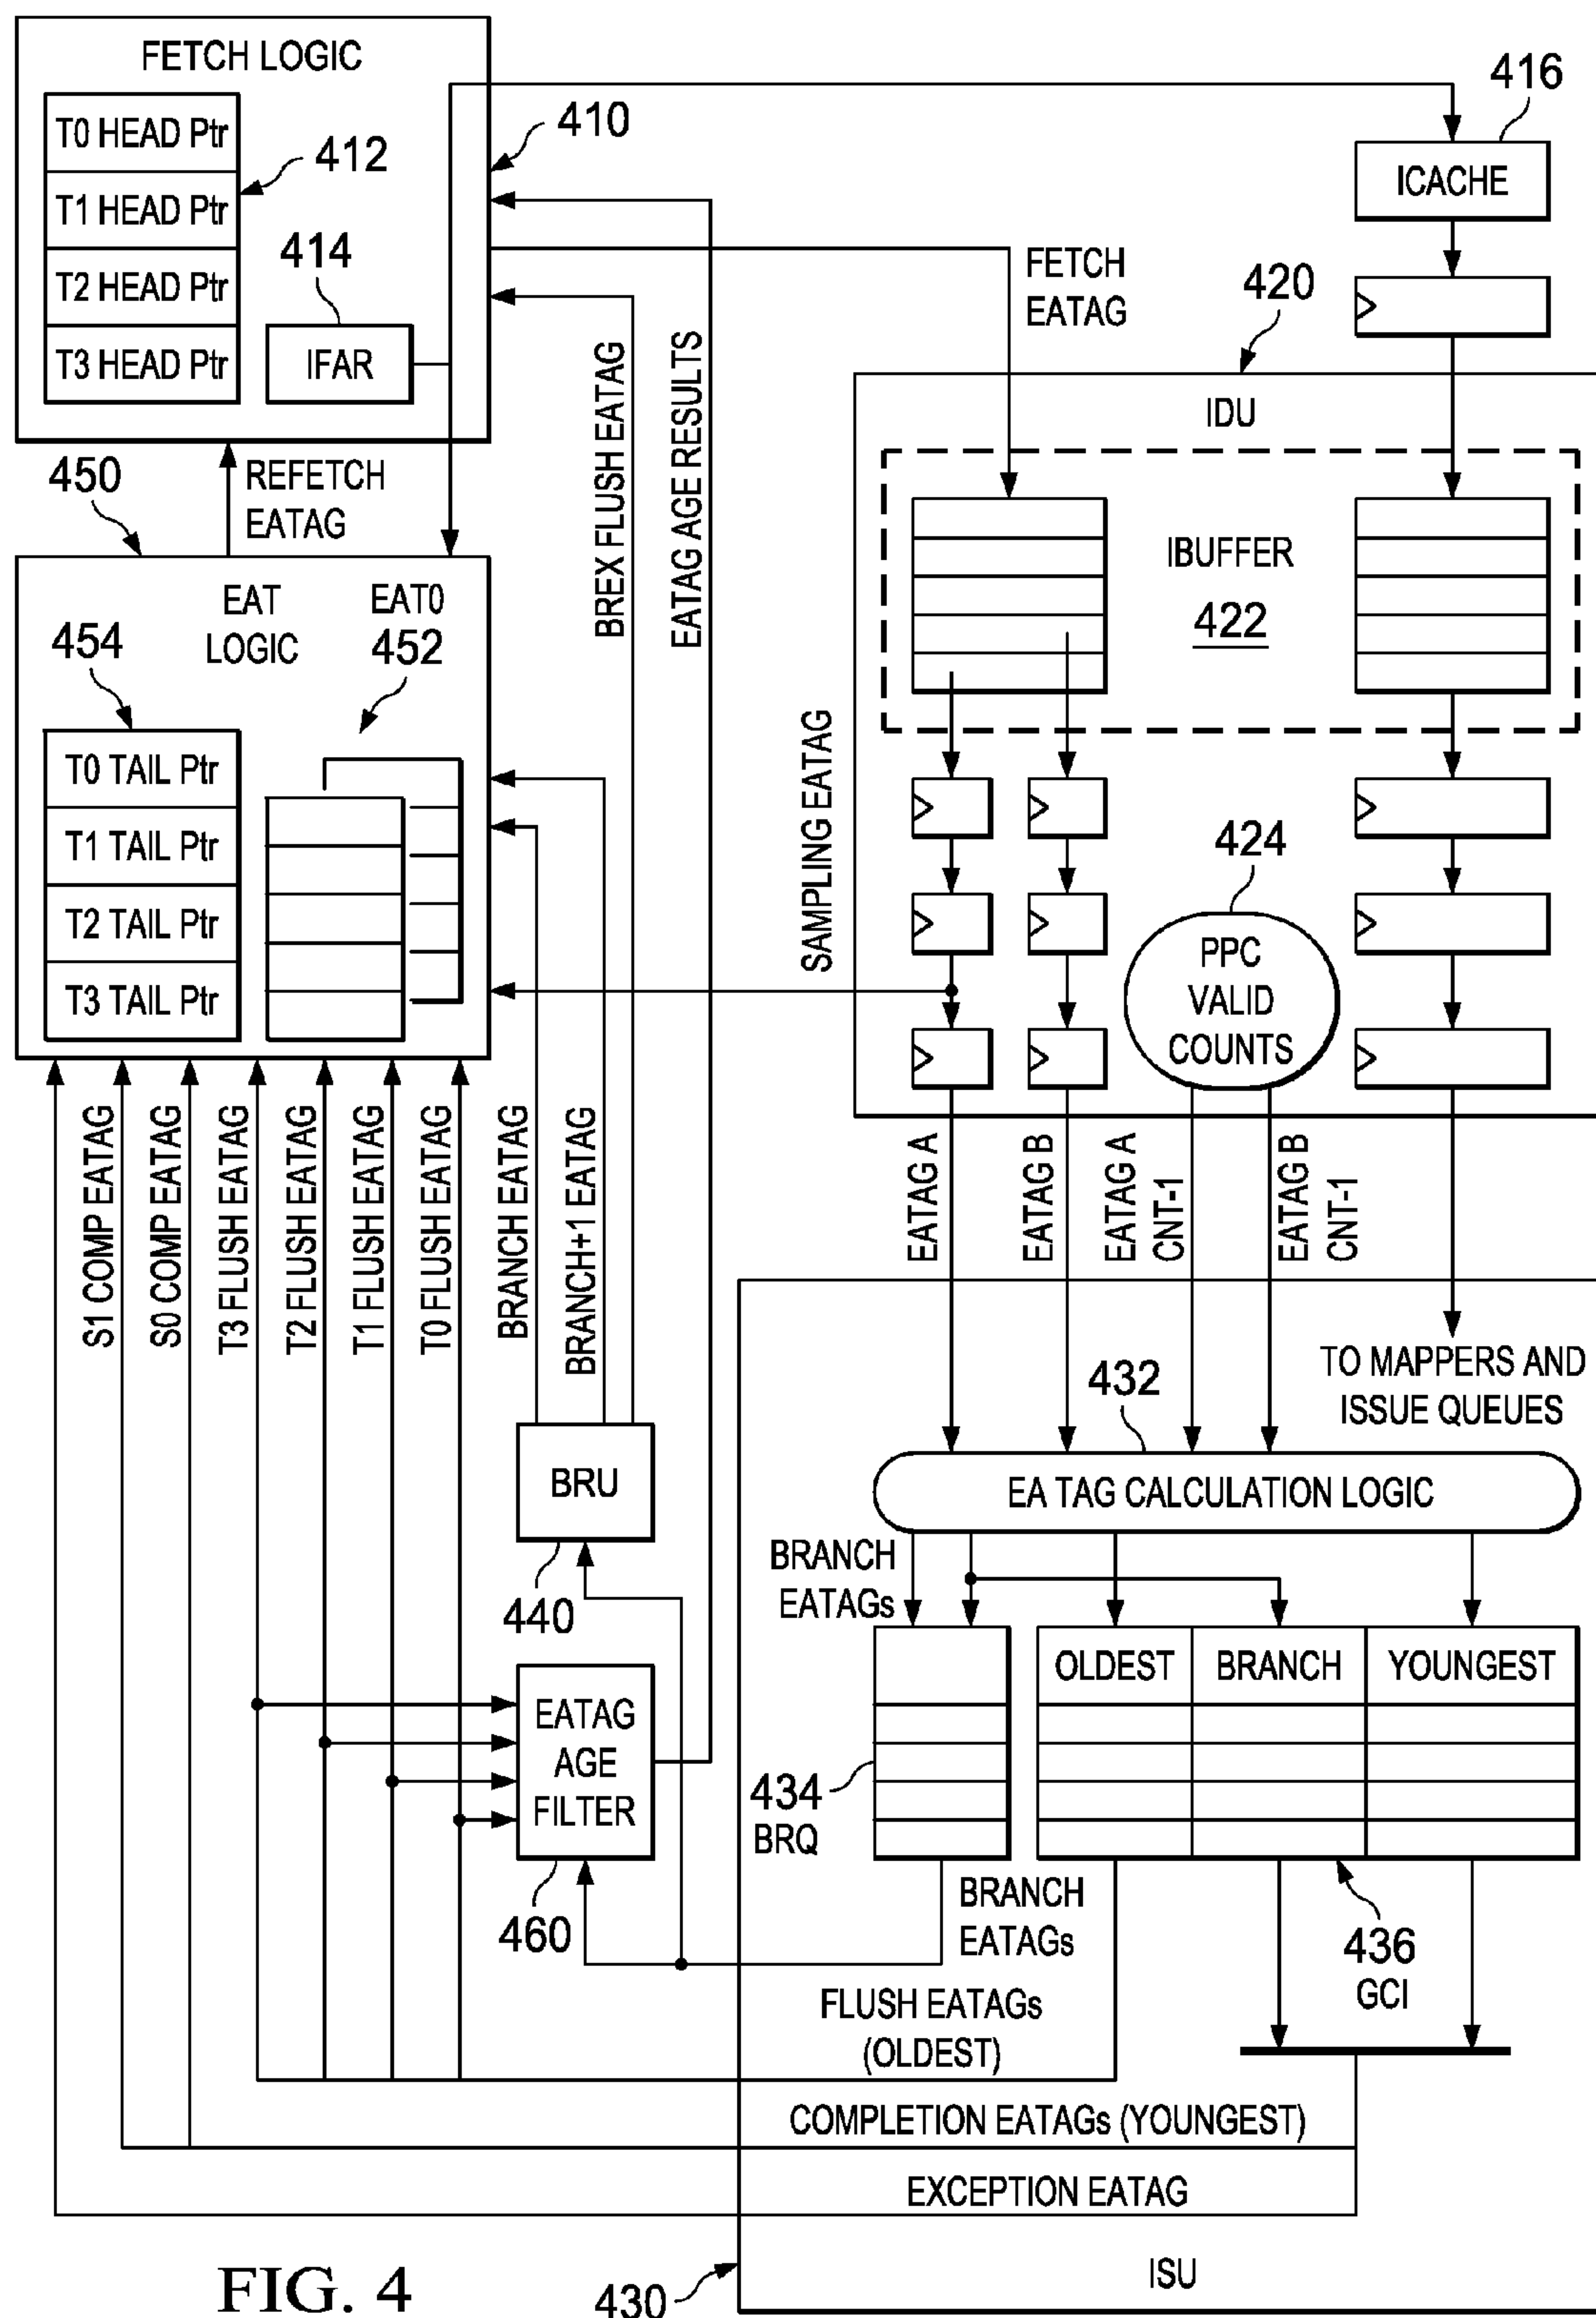 FETCH LOGIC
T0 HEAD Ptr
T1 HEAD Ptr
T2 HEAD Ptr
T3 HEAD Ptr
412
410
414
IFAR
416
ICACHE
FETCH
EATAG
420
IDU
BREX FLUSH EATAG
EATAG AGE RESULTS
450
REFETCH
EATAG
EAT
LOGIC
EATO
452
454
T0 TAIL Ptr
T1 TAIL Ptr
T2 TAIL Ptr
T3 TAIL Ptr
IBUFFER
422
SAMPLING EATAG
424
PPC
VALID
COUNTS
S1 COMP EATAG
S0 COMP EATAG
T3 FLUSH EATAG
T2 FLUSH EATAG
T1 FLUSH EATAG
T0 FLUSH EATAG
BRANCH EATAG
BRANCH+1 EATAG
EATAG A
EATAG B
EATAG A
CNT-1
EATAG B
CNT-1
TO MAPPERS AND
ISSUE QUEUES
432
EA TAG CALCULATION LOGIC
BRU
440
BRANCH
EATAGs
OLDEST
BRANCH
YOUNGEST
EATAG
AGE
FILTER
460
434
BRQ
BRANCH
EATAGs
436
GCI
FLUSH EATAGs
(OLDEST)
COMPLETION EATAGs (YOUNGEST)
EXCEPTION EATAG
ISU
430
FIG. 4